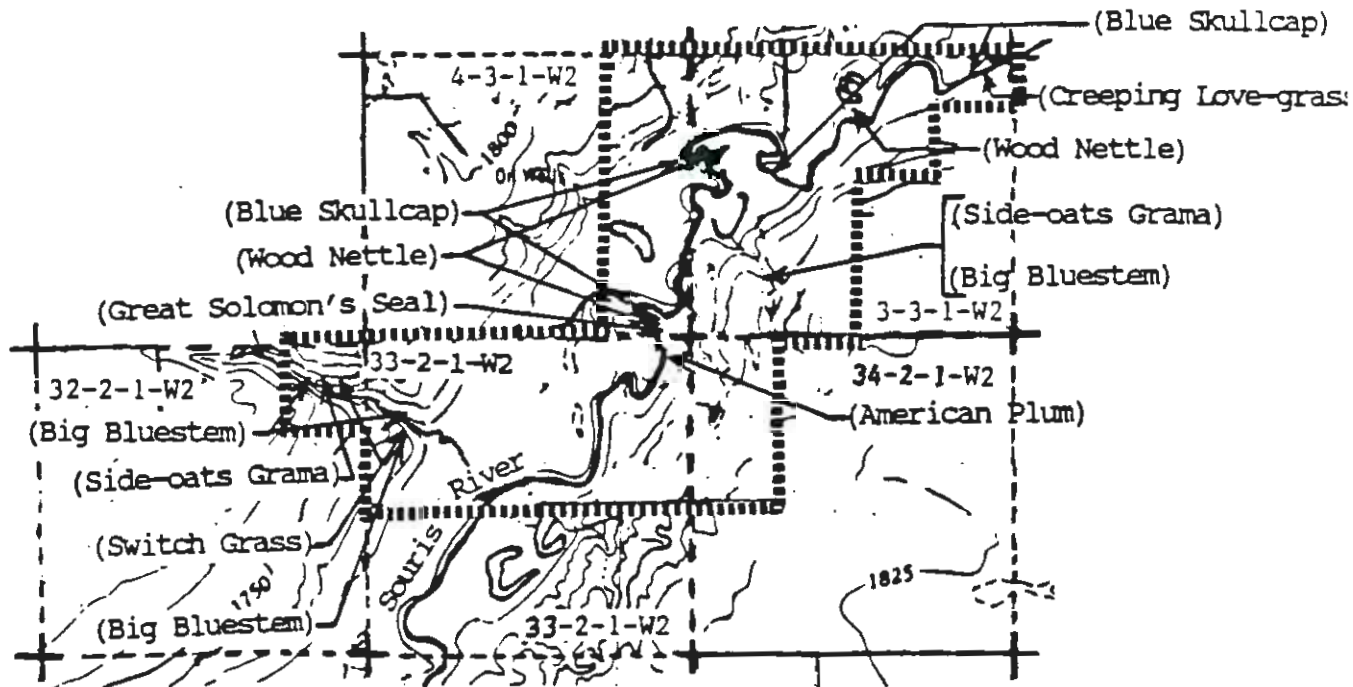 (Blue Skullcap)
4-3-1-W2
(Creeping Love-gras
1800
(Wood Nettle)
(Blue Skullcap)
(Side-oats Grama)
(Wood Nettle)
(Big Bluestem)
(Great Solomon's Seal)
3-3-1-W2
33-2-1-W2
34-2-1-W2
32-2-1-W2
(American Plum)
(Big Bluestem)
(Side-oats Grama)
Souris River
(Switch Grass)
1825
1750'
(Big Bluestem)
33-2-1-W2